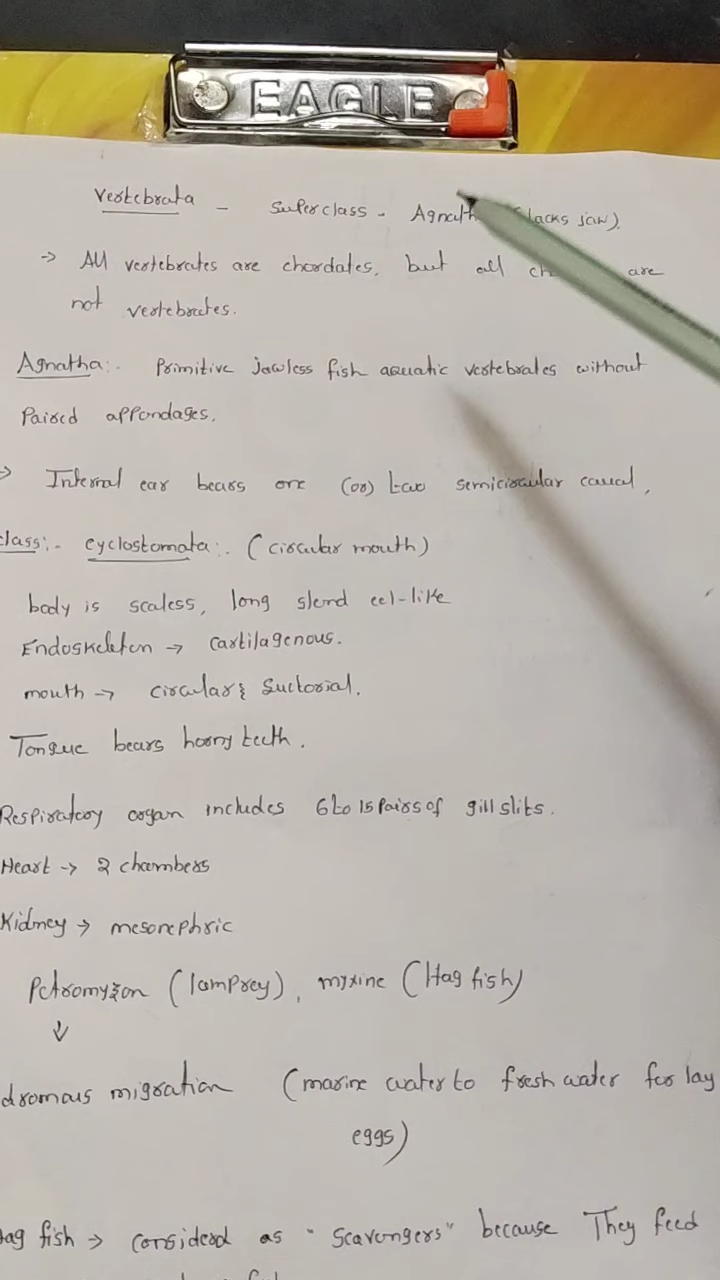 EAGLE
Vertebrata - Superclass - Agnath (lacks jaw).
→ All vertebrates are chordates, but all ch are
not vertebrates.
Agnatha:- Primitive jawless fish aquatic vertebrates without
Paired appendages.
→ Internal ear bears one (or) two semicircular canal,
class:- cyclostomata:- (circular mouth)
body is scaless, long slend eel-like
Endoskeleton → cartilagenous.
mouth → circular & suctorial.
Tongue bears horny teeth.
Respiratory organ includes 6 to 15 pairs of gill slits.
Heart → 2 chambers
Kidney → mesonephric
Petromyzon (lamprey), myxine (Hag fish)
↓
dromous migration (marine water to fresh water for lay
eggs)
Hag fish → considerd as "Scavengers" because They feed